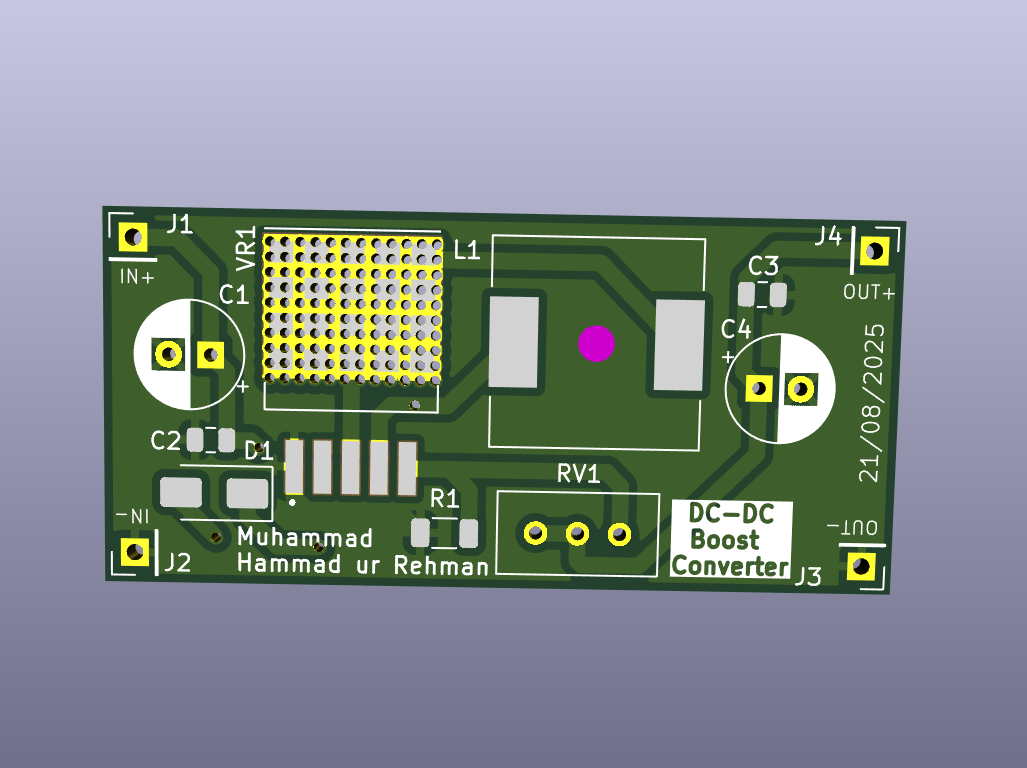 J1
VR1
L1
J4
IN+
C1
C3
OUT+
C4
+
+
21/08/2025
C2
D1
RV1
R1
DC-DC
Boost
Converter
IN-
OUT-
Muhammad
Hammad ur Rehman
J2
J3